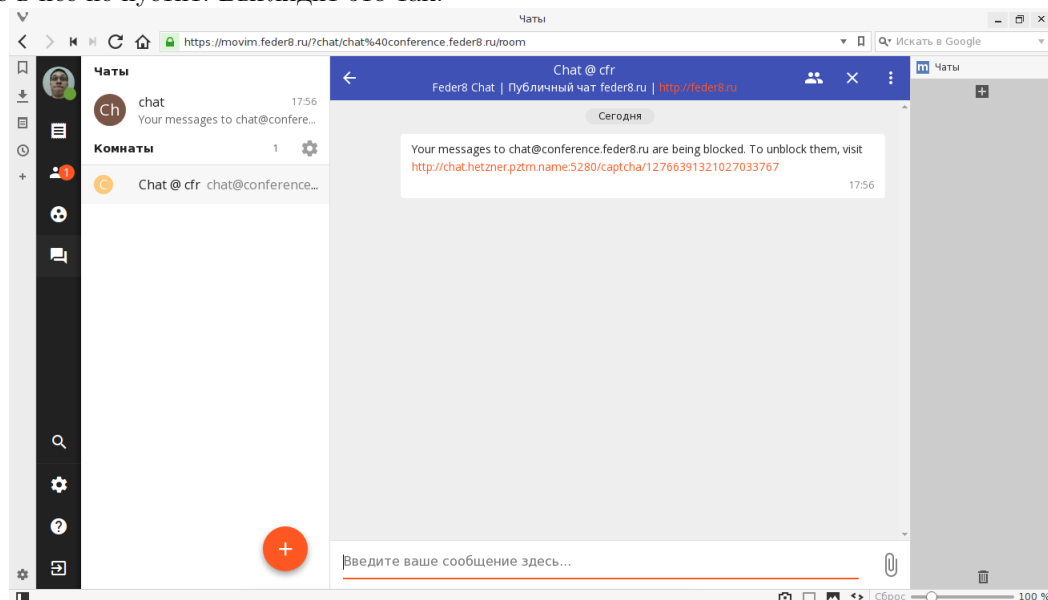 Чаты
https://movim.feder8.ru/?chat/chat%40conference.feder8.ru/room
Искать в Google
Чаты
Ch
chat
17:56
Your messages to chat@confere...
Комнаты
1
1
C
Chat @ cfr chat@conference...
Chat @ cfr
Feder8 Chat | Публичный чат feder8.ru | http://feder8.ru
Сегодня
Your messages to chat@conference.feder8.ru are being blocked. To unblock them, visit
http://chat.hetzner.pztrn.name:5280/captcha/12766391321027033767
17:56
Введите ваше сообщение здесь...
m Чаты
Сброс
100 %